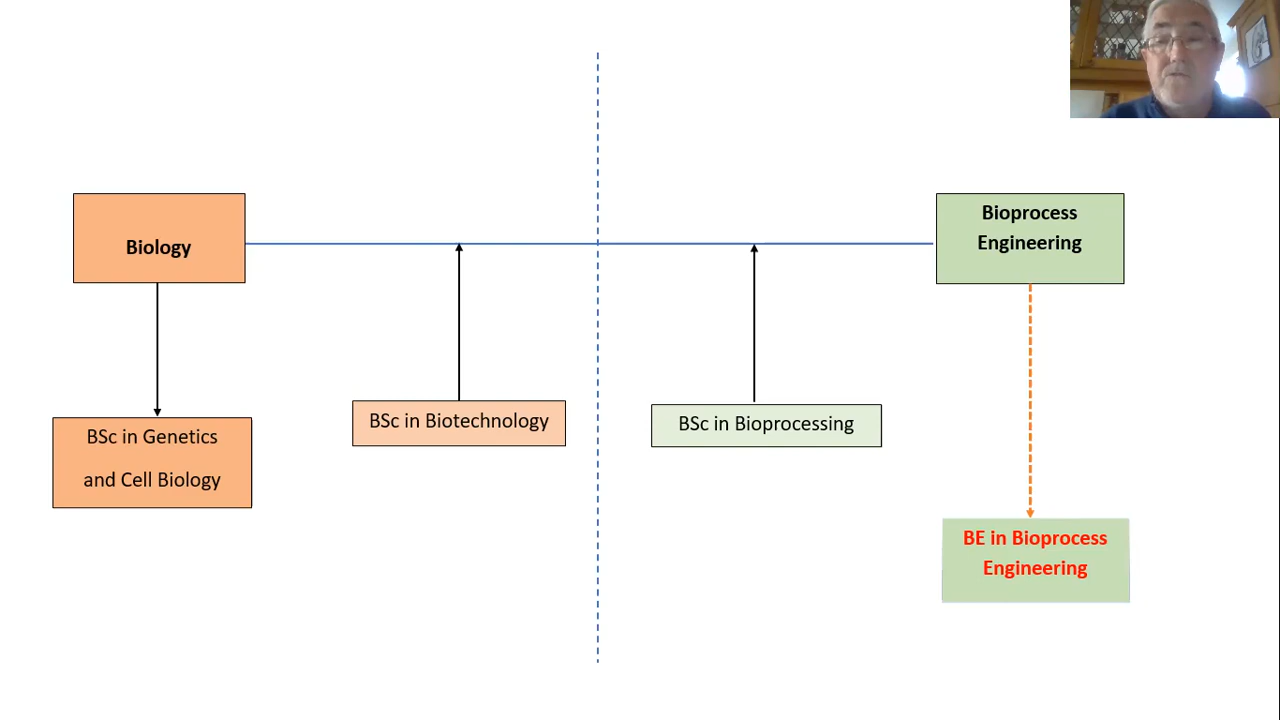 Biology
Bioprocess
Engineering
BSc in Genetics
and Cell Biology
BSc in Biotechnology
BSc in Bioprocessing
BE in Bioprocess
Engineering